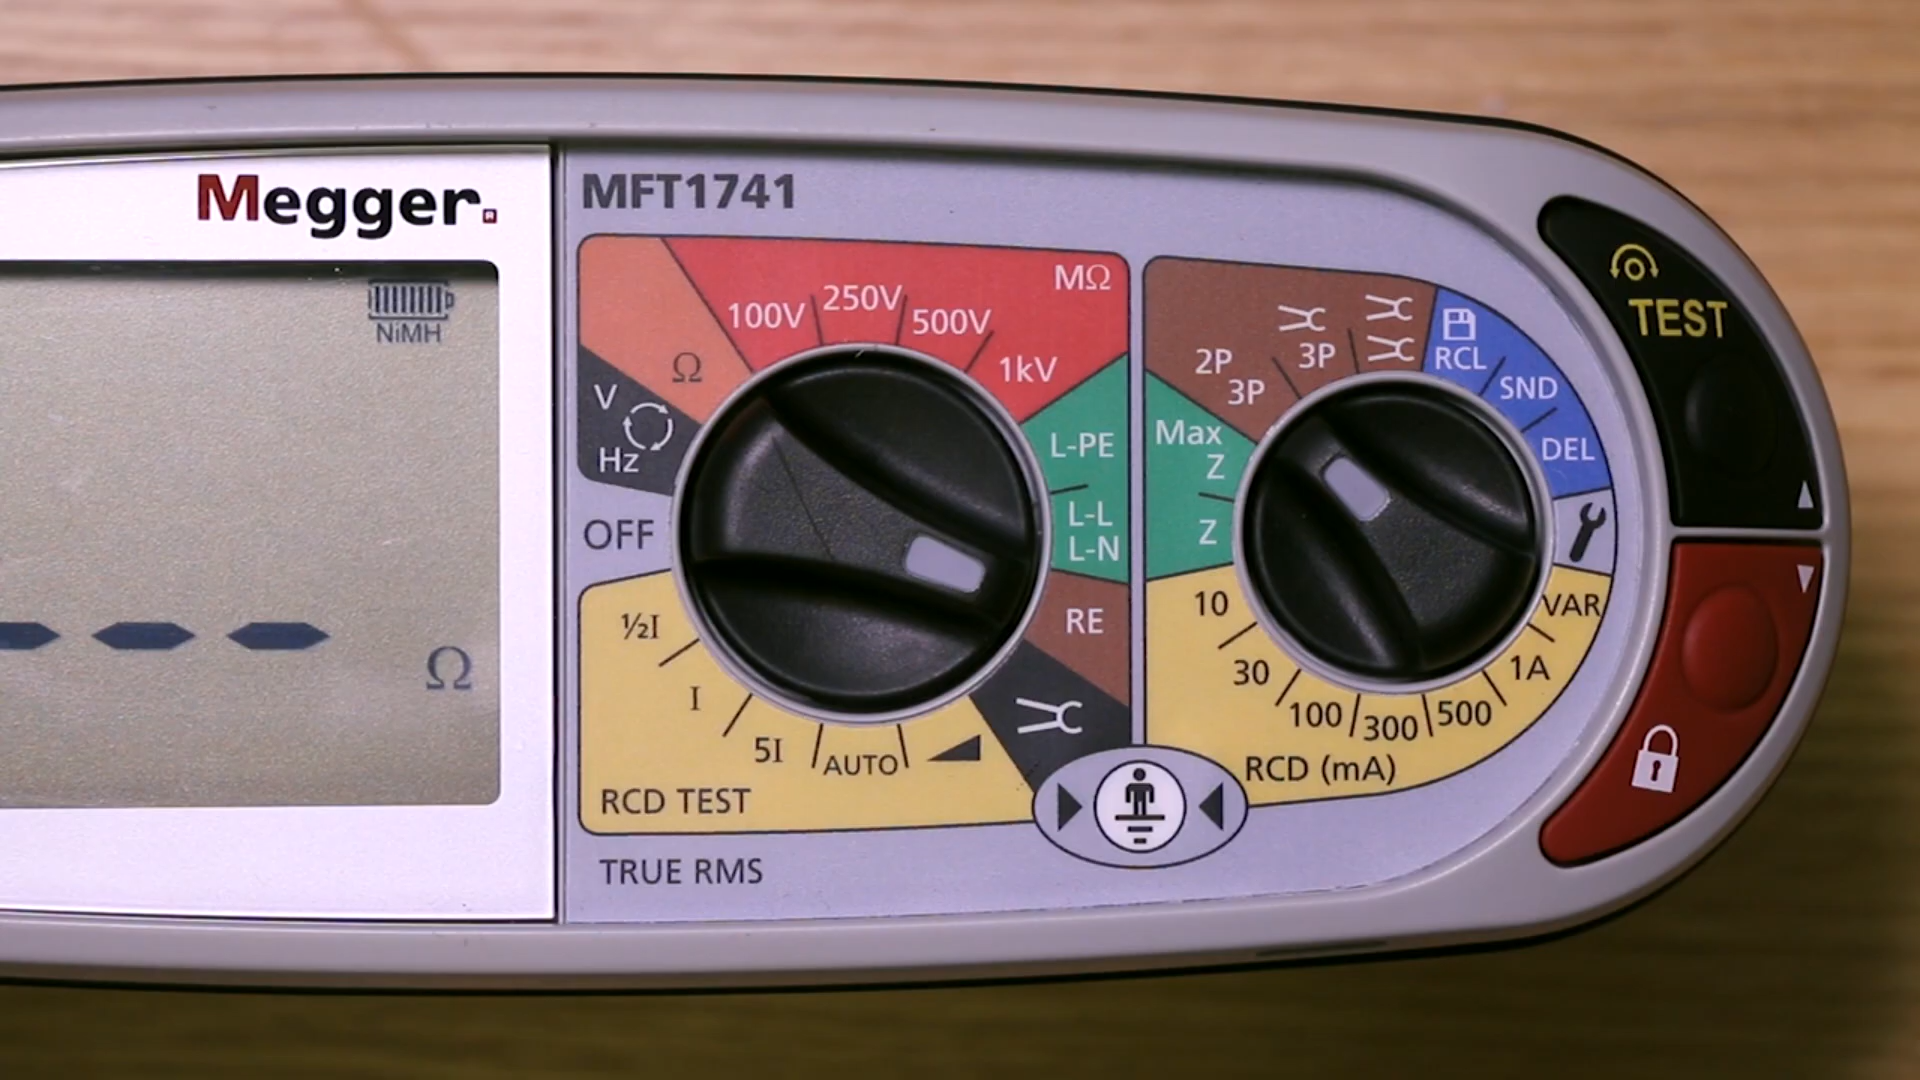 Megger.
NiMH
Ω
MFT1741
MΩ
100V
250V
500V
1kV
Ω
V
Hz
OFF
L-PE
L-L
L-N
RE
½I
I
5I
AUTO
RCD TEST
TRUE RMS
2P
3P
3P
RCL
SND
DEL
Max
Z
Z
10
30
100
300
500
1A
VAR
RCD (mA)
TEST